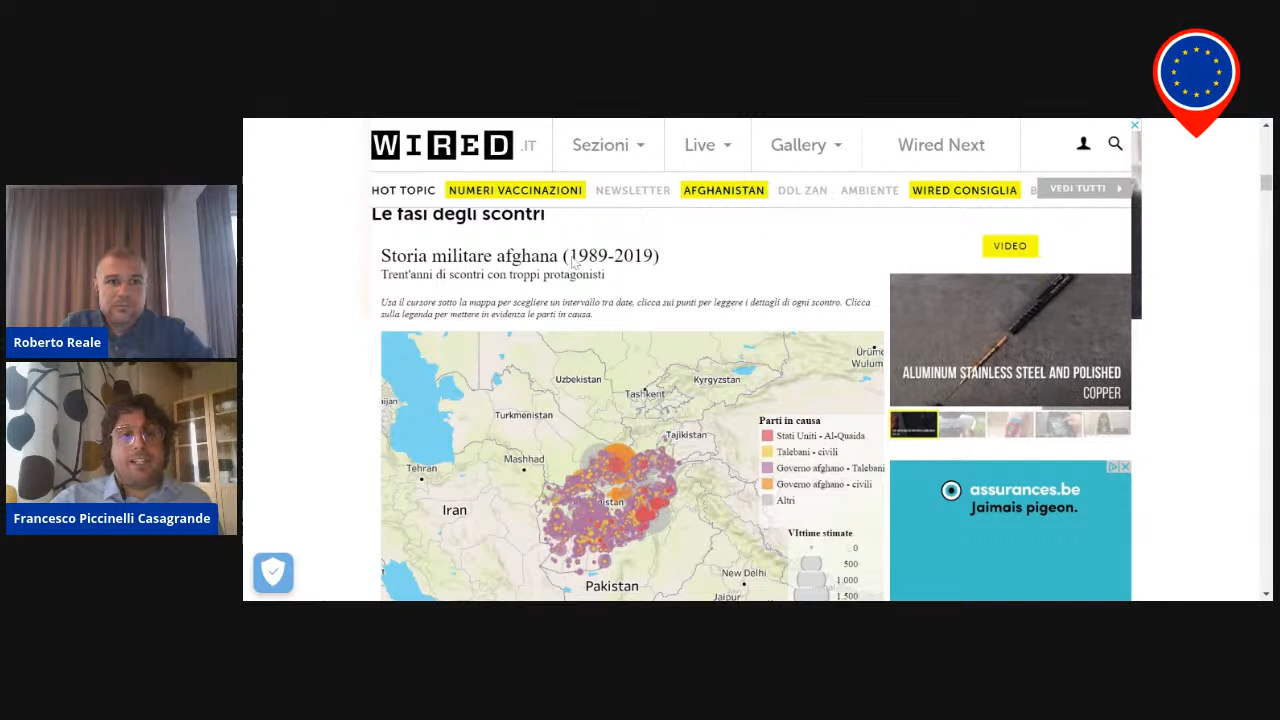 WIRED.IT
Sezioni
Live
Gallery
Wired Next
HOT TOPIC
NUMERI VACCINAZIONI
NEWSLETTER
AFGHANISTAN
DDL ZAN
AMBIENTE
WIRED CONSIGLIA
VEDI TUTTI
Le fasi degli scontri
Storia militare afghana (1989-2019)
Trent'anni di scontri con troppi protagonisti
Usa il cursore sotto la mappa per scegliere un intervallo tra date, clicca sui punti per leggere i dettagli di ogni scontro. Clicca
sulla legenda per mettere in evidenza le parti in causa.
Uzbekistan
Tashkent
Kyrgyzstan
Ürüm
Wulum
Turkmenistan
Tajikistan
Mashhad
Tehran
Iran
Pakistan
New Delhi
Jaipur
Parti in causa
Stati Uniti - Al-Quaida
Talebani - civili
Governo afghano - Talebani
Governo afghano - civili
Altri
VIttime stimate
0
500
1.000
1.500
VIDEO
ALUMINUM STAINLESS STEEL AND POLISHED
COPPER
assurances.be
Jaimais pigeon.
Roberto Reale
Francesco Piccinelli Casagrande